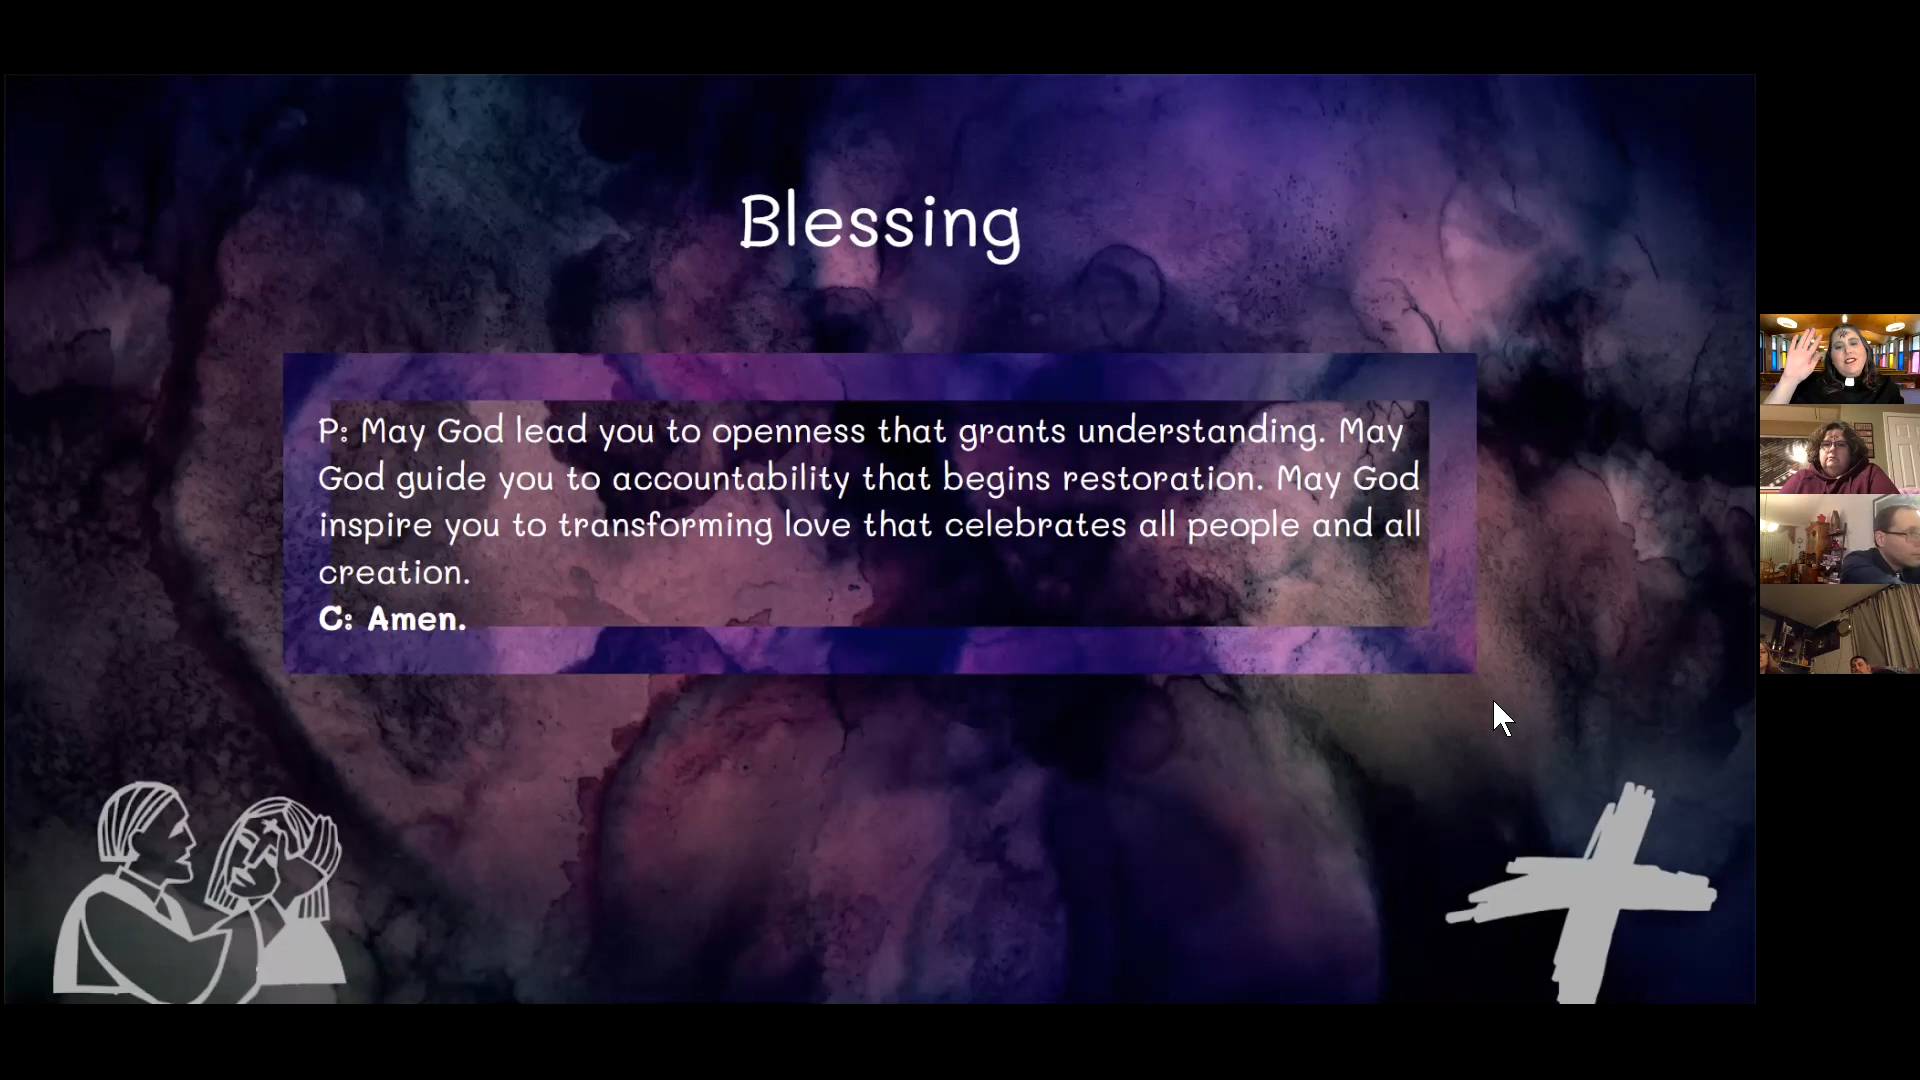 Blessing
P: May God lead you to openness that grants understanding. May
God guide you to accountability that begins restoration. May God
inspire you to transforming love that celebrates all people and all
creation.
C: Amen.